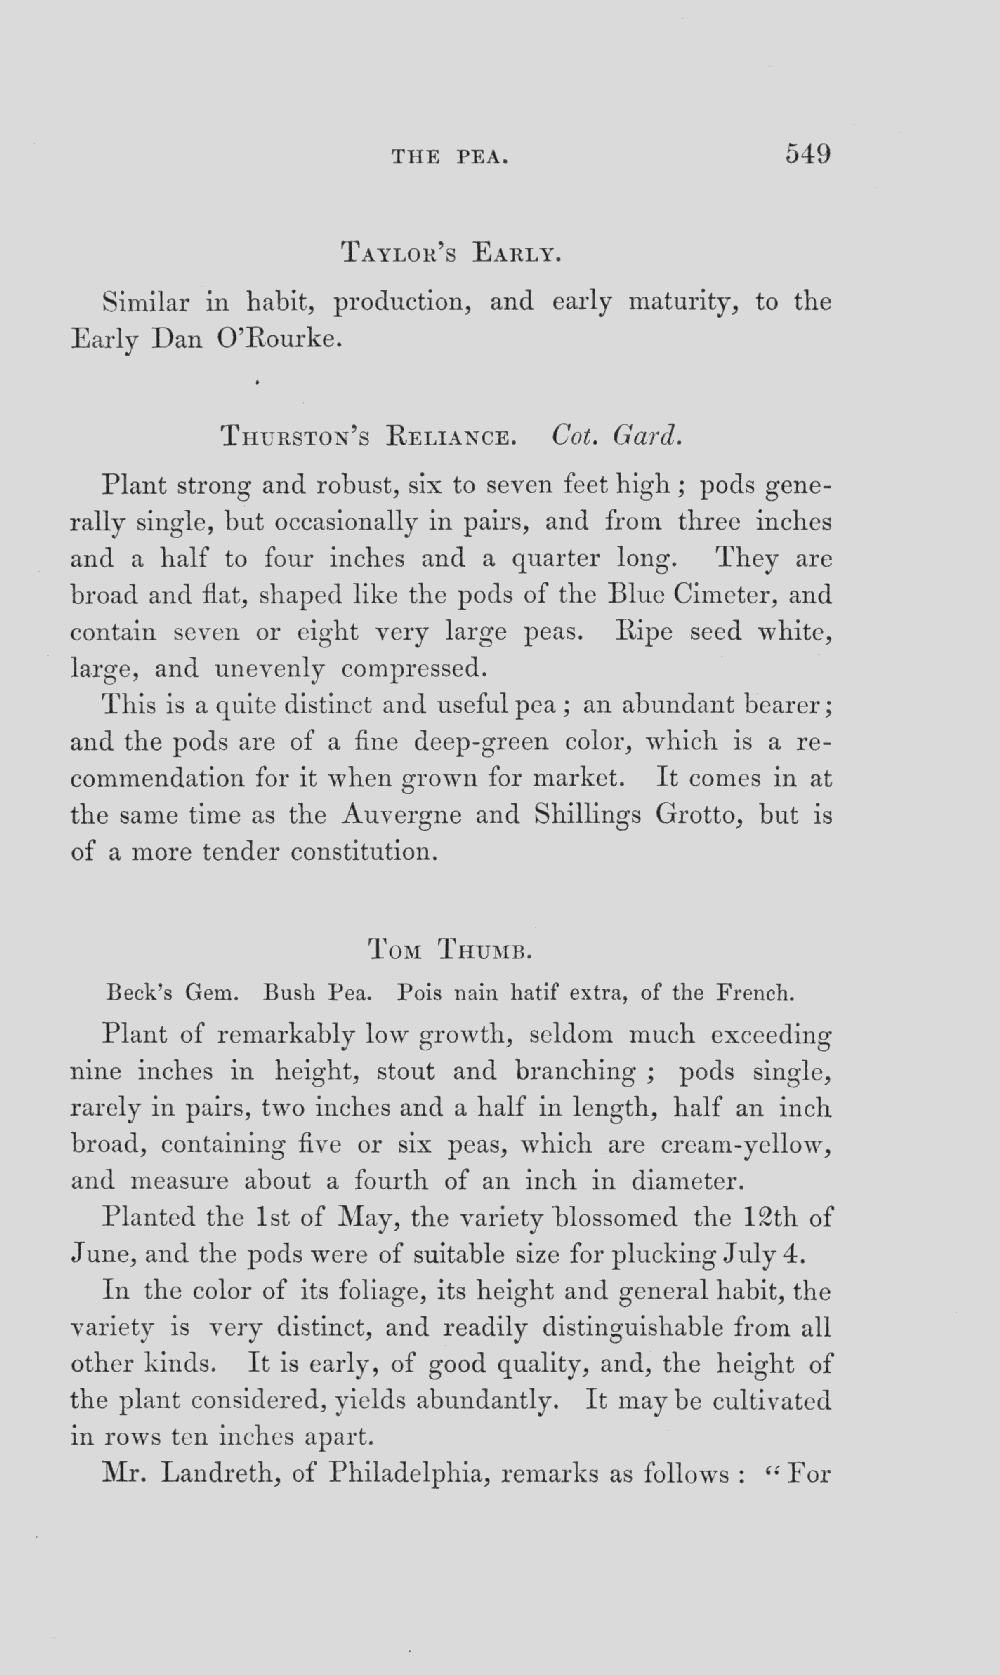 THE PEA. 549
TAYLOR'S EARLY.
Similar in habit, production, and early maturity, to the
Early Dan O'Rourke.
THURSTON'S RELIANCE. Cot. Gard.
Plant strong and robust, six to seven feet high; pods gene-
rally single, but occasionally in pairs, and from three inches
and a half to four inches and a quarter long. They are
broad and flat, shaped like the pods of the Blue Cimeter, and
contain seven or eight very large peas. Ripe seed white,
large, and unevenly compressed.
This is a quite distinct and useful pea; an abundant bearer;
and the pods are of a fine deep-green color, which is a re-
commendation for it when grown for market. It comes in at
the same time as the Auvergne and Shillings Grotto, but is
of a more tender constitution.
TOM THUMB.
Beck's Gem. Bush Pea. Pois nain hatif extra, of the French.
Plant of remarkably low growth, seldom much exceeding
nine inches in height, stout and branching; pods single,
rarely in pairs, two inches and a half in length, half an inch
broad, containing five or six peas, which are cream-yellow,
and measure about a fourth of an inch in diameter.
Planted the 1st of May, the variety blossomed the 12th of
June, and the pods were of suitable size for plucking July 4.
In the color of its foliage, its height and general habit, the
variety is very distinct, and readily distinguishable from all
other kinds. It is early, of good quality, and, the height of
the plant considered, yields abundantly. It may be cultivated
in rows ten inches apart.
Mr. Landreth, of Philadelphia, remarks as follows: "For